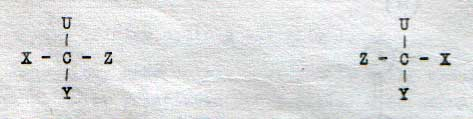 U U
| |
X - C - Z Z - C - X
| |
Y Y